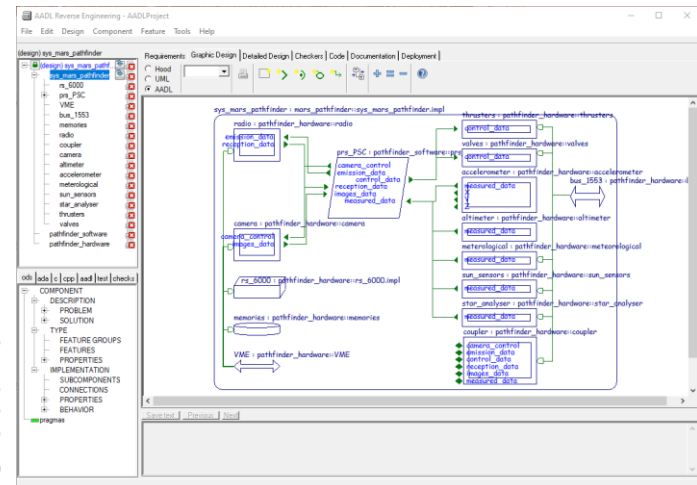 AADL Reverse Engineering - AADLProject
File Edit Design Component Feature Tools Help
(design) sys_mars_pathfinder
(design) sys_mars_pathf
sys_mars_pathfinder
rs_6000
prs_PSC
VME
bus_1553
memories
radio
coupler
camera
altimeter
accelerometer
meterological
sun_sensors
star_analyser
thrusters
valves
pathfinder_software
pathfinder_hardware
ods ada c cpp aadl test checks
COMPONENT
DESCRIPTION
PROBLEM
SOLUTION
TYPE
FEATURE GROUPS
FEATURES
PROPERTIES
IMPLEMENTATION
SUBCOMPONENTS
CONNECTIONS
PROPERTIES
BEHAVIOR
pragmas
Requirements Graphic Design Detailed Design Checkers Code Documentation Deployment
Hood
UML
AADL
sys_mars_pathfinder : mars_pathfinder::sys_mars_pathfinder.impl
radio : pathfinder_hardware::radio
emission_data
reception_data
camera : pathfinder_hardware::camera
camera_control
images_data
rs_6000 : pathfinder_hardware::rs_6000.impl
memories : pathfinder_hardware::memories
VME : pathfinder_hardware::VME
prs_PSC : pathfinder_software::prs
camera_control
emission_data
control_data
reception_data
images_data
measured_data
thrusters : pathfinder_hardware::thrusters
control_data
valves : pathfinder_hardware::valves
control_data
accelerometer : pathfinder_hardware::accelerometer
measured_data
X
Y
Z
bus_1553 : pathfinder_hardware::
altimeter : pathfinder_hardware::altimeter
measured_data
meterological : pathfinder_hardware::meteorological
measured_data
sun_sensors : pathfinder_hardware::sun_sensors
measured_data
star_analyser : pathfinder_hardware::star_analyser
measured_data
coupler : pathfinder_hardware::coupler
camera_control
emission_data
control_data
reception_data
images_data
measured_data
Save text Previous Next